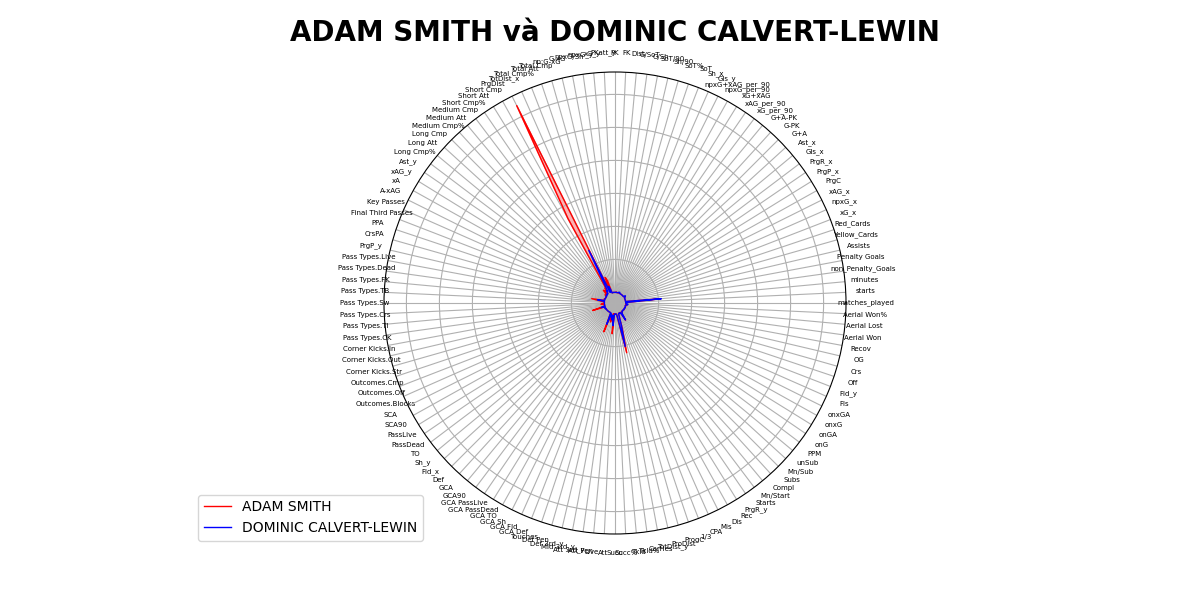 ADAM SMITH và DOMINIC CALVERT-LEWIN
matches_played
starts
minutes
non_Penalty_Goals
Penalty Goals
Assists
Yellow_Cards
Red_Cards
xG_x
npxG_x
xAG_x
PrgC
PrgP_x
PrgR_x
Gls_x
Ast_x
G+A
G-PK
G+A-PK
xG_per_90
xAG_per_90
xG+xAG
npxG_per_90
npxG+xAG_per_90
Gls_y
Sh_x
SoT
SoT%
Sh/90
SoT/90
G/Sh
G/SoT
Dist
FK
Total Cmp
Total Att
Total Cmp%
TotDist_x
PrgDist
Short Cmp
Short Att
Short Cmp%
Medium Cmp
Medium Att
Medium Cmp%
Long Cmp
Long Att
Long Cmp%
Ast_y
xAG_y
xA
A-xAG
Key Passes
Final Third Passes
PPA
CrsPA
PrgP_y
Pass Types.Live
Pass Types.Dead
Pass Types.FK
Pass Types.TB
Pass Types.Sw
Pass Types.Crs
Pass Types.TI
Pass Types.CK
Corner Kicks.In
Corner Kicks.Out
Corner Kicks.Str
Outcomes.Cmp
Outcomes.Off
Outcomes.Blocks
SCA
SCA90
PassLive
PassDead
TO
Sh_y
Fld_x
Def
GCA
GCA90
GCA PassLive
GCA PassDead
GCA TO
GCA Sh
GCA Fld
GCA Def
Touches
Def Pen
Att
Succ
Succ%
Tkld
Tkld%
Carries
TotDist_y
ProDist
ProgC
1/3
CPA
Mis
Dis
Rec
PrgR_y
Starts
Mn/Start
Compl
Subs
Mn/Sub
unSub
PPM
onG
onGA
onxG
onxGA
Fls
Fld_y
Off
Crs
OG
Recov
Aerial Won
Aerial Lost
Aerial Won%
ADAM SMITH
DOMINIC CALVERT-LEWIN